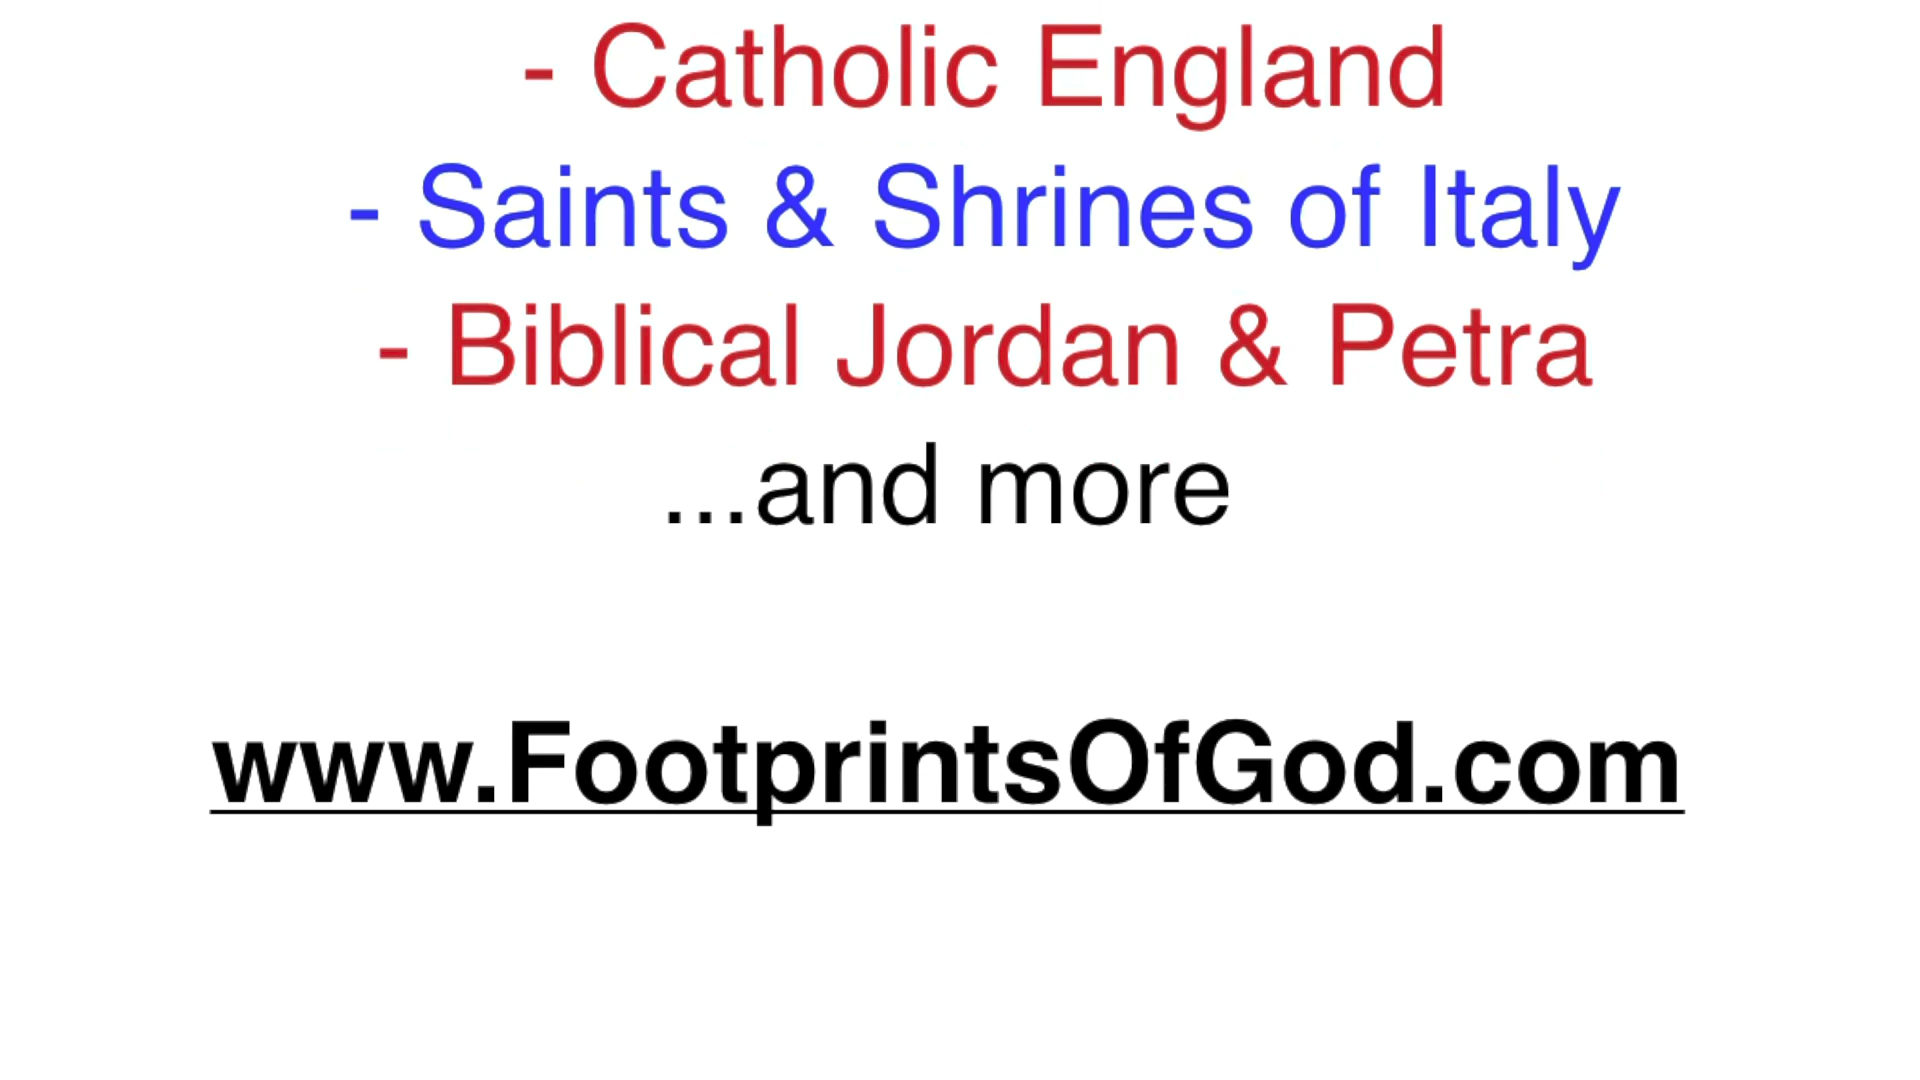 - Catholic England
- Saints & Shrines of Italy
- Biblical Jordan & Petra
...and more
www.FootprintsOfGod.com